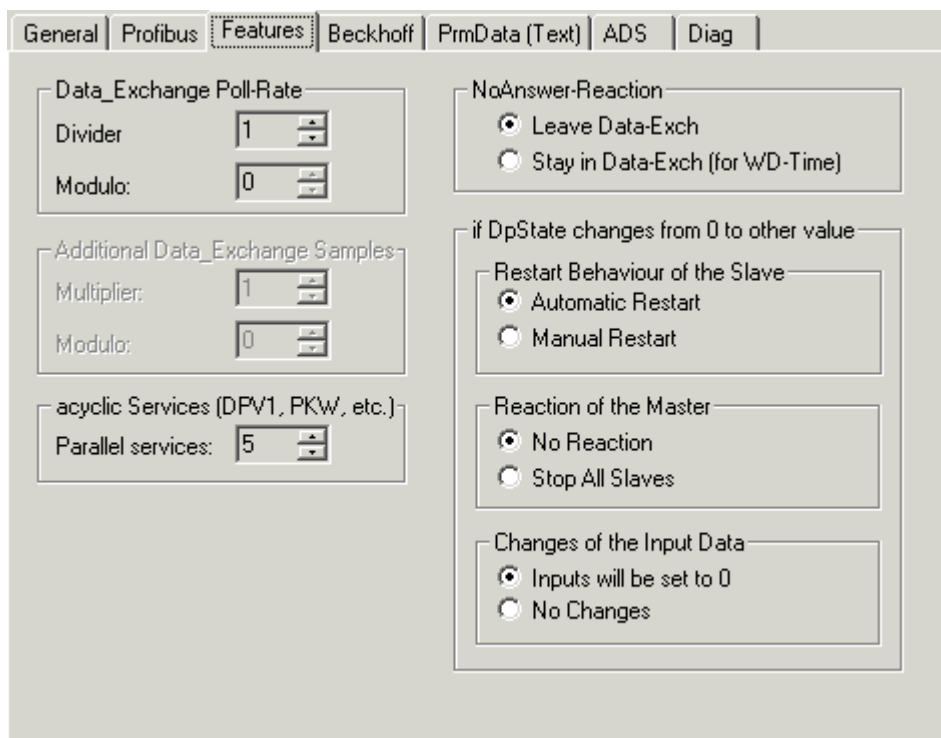 General Profibus Features Beckhoff PrmData (Text) ADS Diag
Data_Exchange Poll-Rate
Divider 1
Modulo: 0
Additional Data_Exchange Samples
Multiplier: 1
Modulo: 0
acyclic Services (DPV1, PKW, etc.)
Parallel services: 5
NoAnswer-Reaction
Leave Data-Exch
Stay in Data-Exch (for WD-Time)
if DpState changes from 0 to other value
Restart Behaviour of the Slave
Automatic Restart
Manual Restart
Reaction of the Master
No Reaction
Stop All Slaves
Changes of the Input Data
Inputs will be set to 0
No Changes